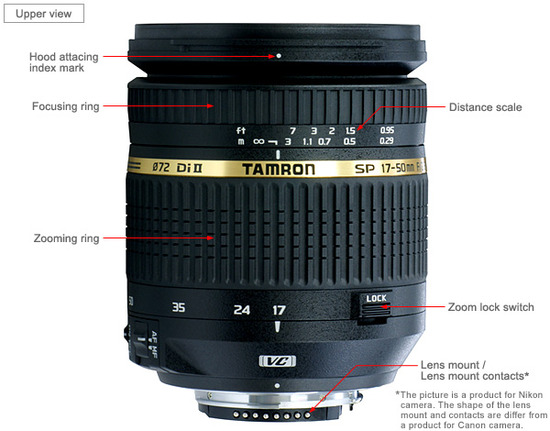 Upper view
Hood attacing
index mark
Focusing ring
Distance scale
ft 7 3 2 1.5 0.95
m ∞ 3 1.1 0.7 0.5 0.29
Ø72 Di II TAMRON SP 17-50mm
Zooming ring
35 24 17
LOCK
Zoom lock switch
AF MF
VC
Lens mount /
Lens mount contacts*
*The picture is a product for Nikon
camera. The shape of the lens
mount and contacts are differ from
a product for Canon camera.